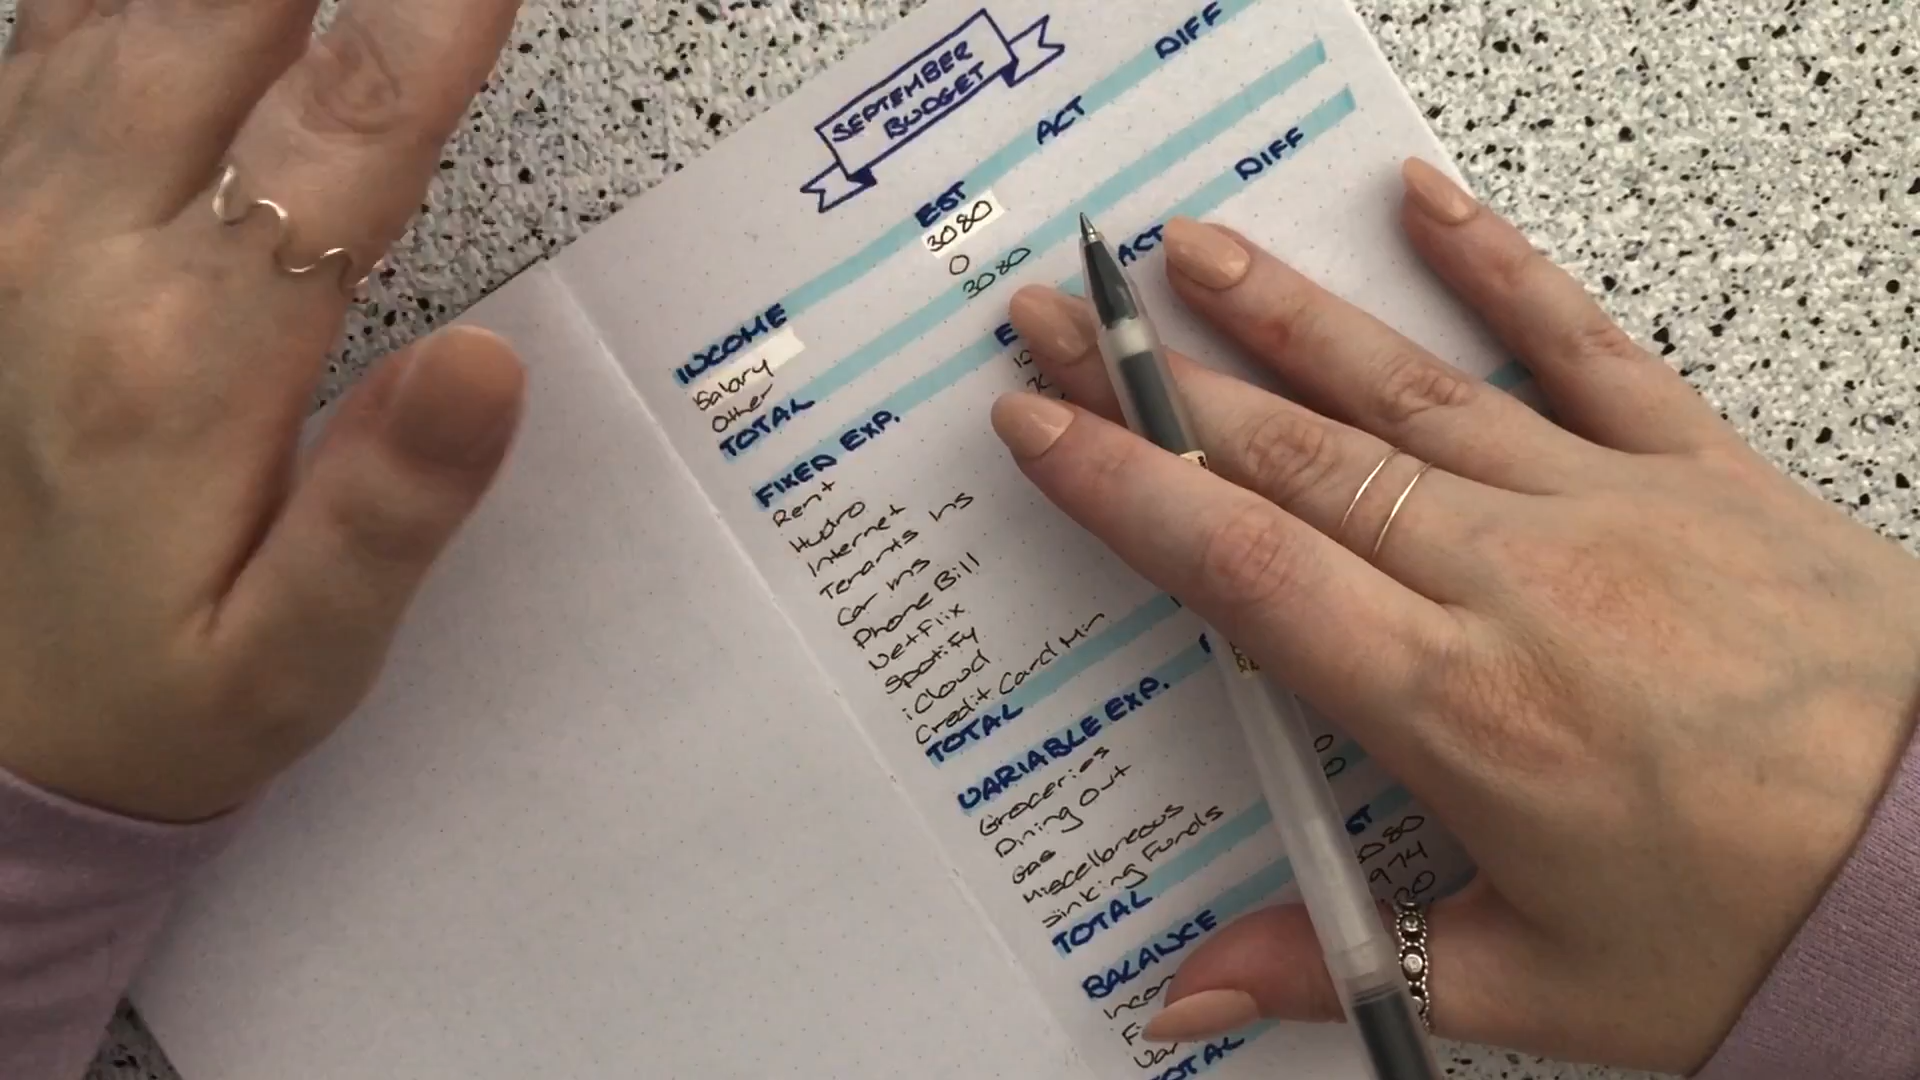 SEPTEMBER
BUDGET
INCOME EST ACT DIFF
Salary 3080
Other 0
TOTAL 3080
FIXED EXP. ACT DIFF
Rent
Hydro
Internet
Tenants Ins
Car Ins
Phone Bill
Netflix
Spotify
iCloud
Credit Card Min
TOTAL
VARIABLE EXP.
Groceries
Dining Out
Gas
Miscellaneous
Sinking Funds
TOTAL
BALANCE
TOTAL